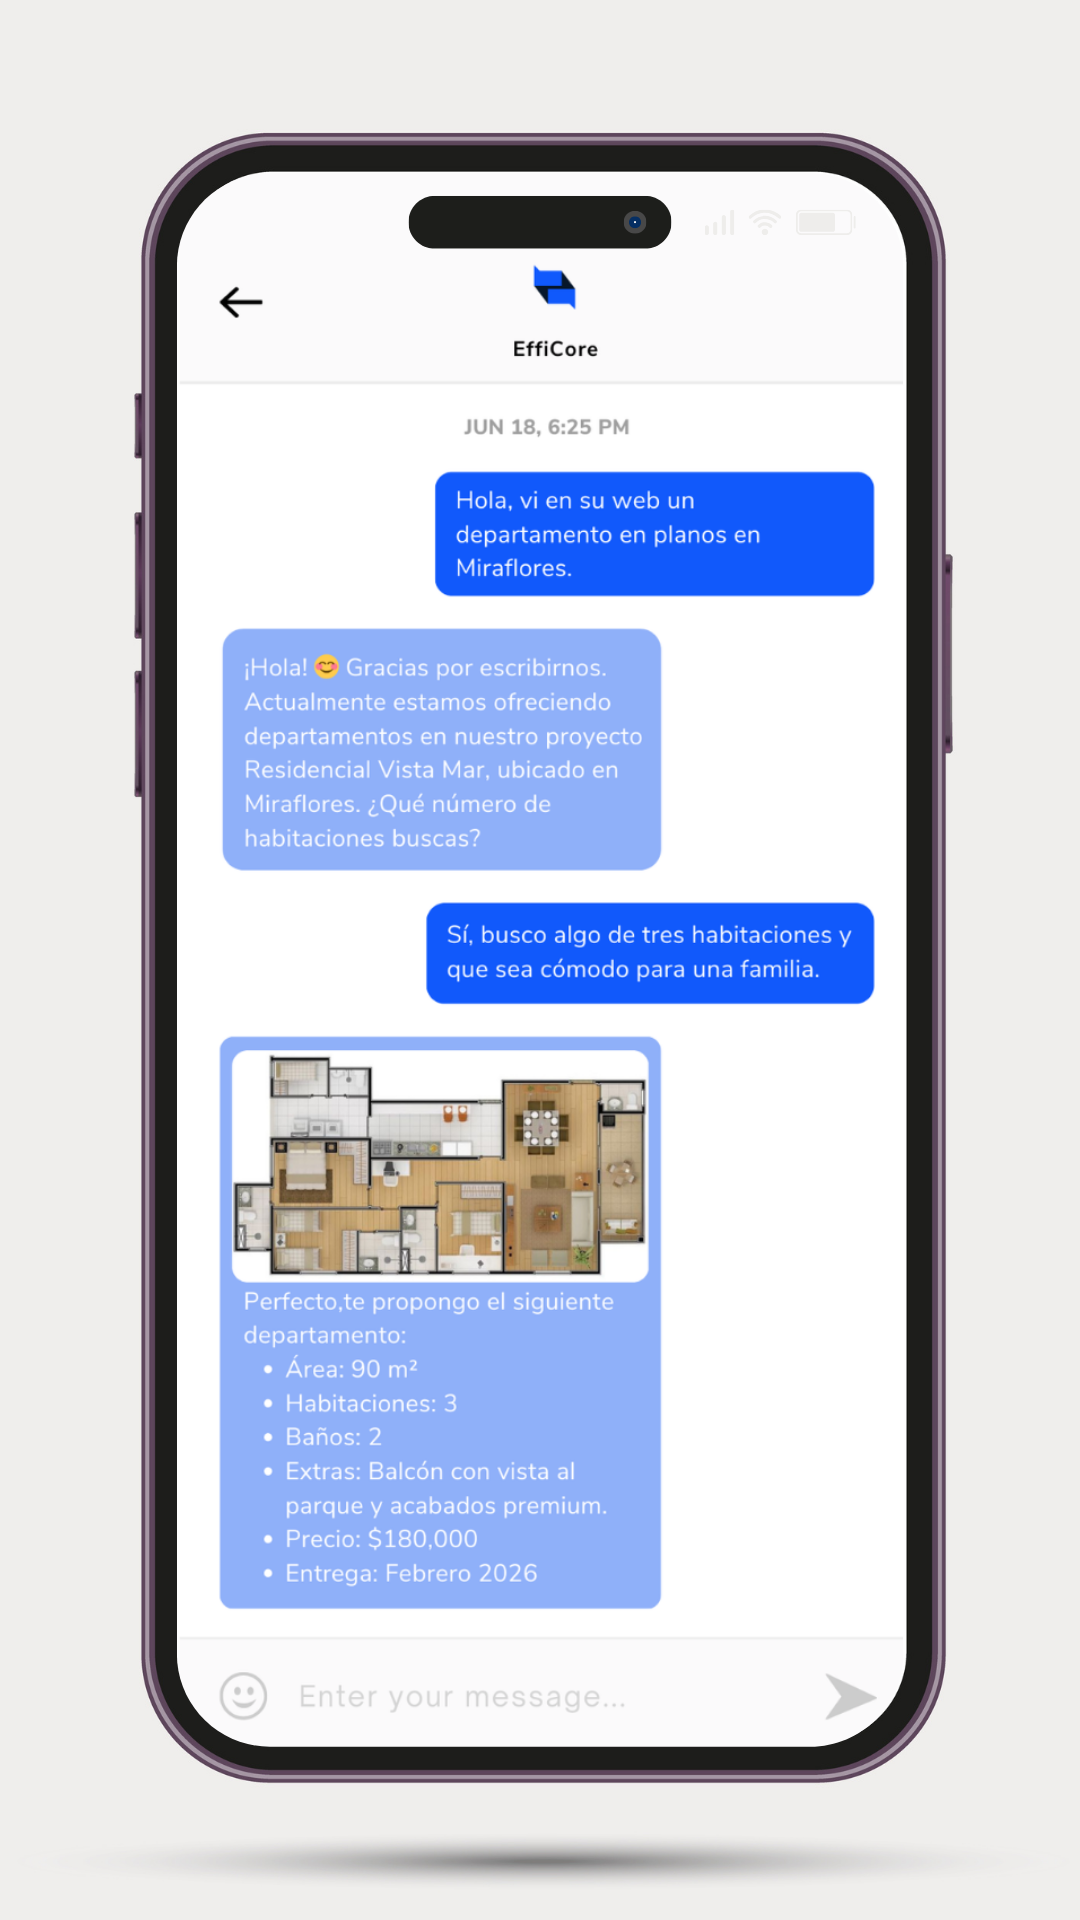 EffiCore
JUN 18, 6:25 PM
Hola, vi en su web un
departamento en planos en
Miraflores.
¡Hola! 😊 Gracias por escribirnos.
Actualmente estamos ofreciendo
departamentos en nuestro proyecto
Residencial Vista Mar, ubicado en
Miraflores. ¿Qué número de
habitaciones buscas?
Sí, busco algo de tres habitaciones y
que sea cómodo para una familia.
Perfecto,te propongo el siguiente
departamento:
• Área: 90 m²
• Habitaciones: 3
• Baños: 2
• Extras: Balcón con vista al
parque y acabados premium.
• Precio: $180,000
• Entrega: Febrero 2026
Enter your message...